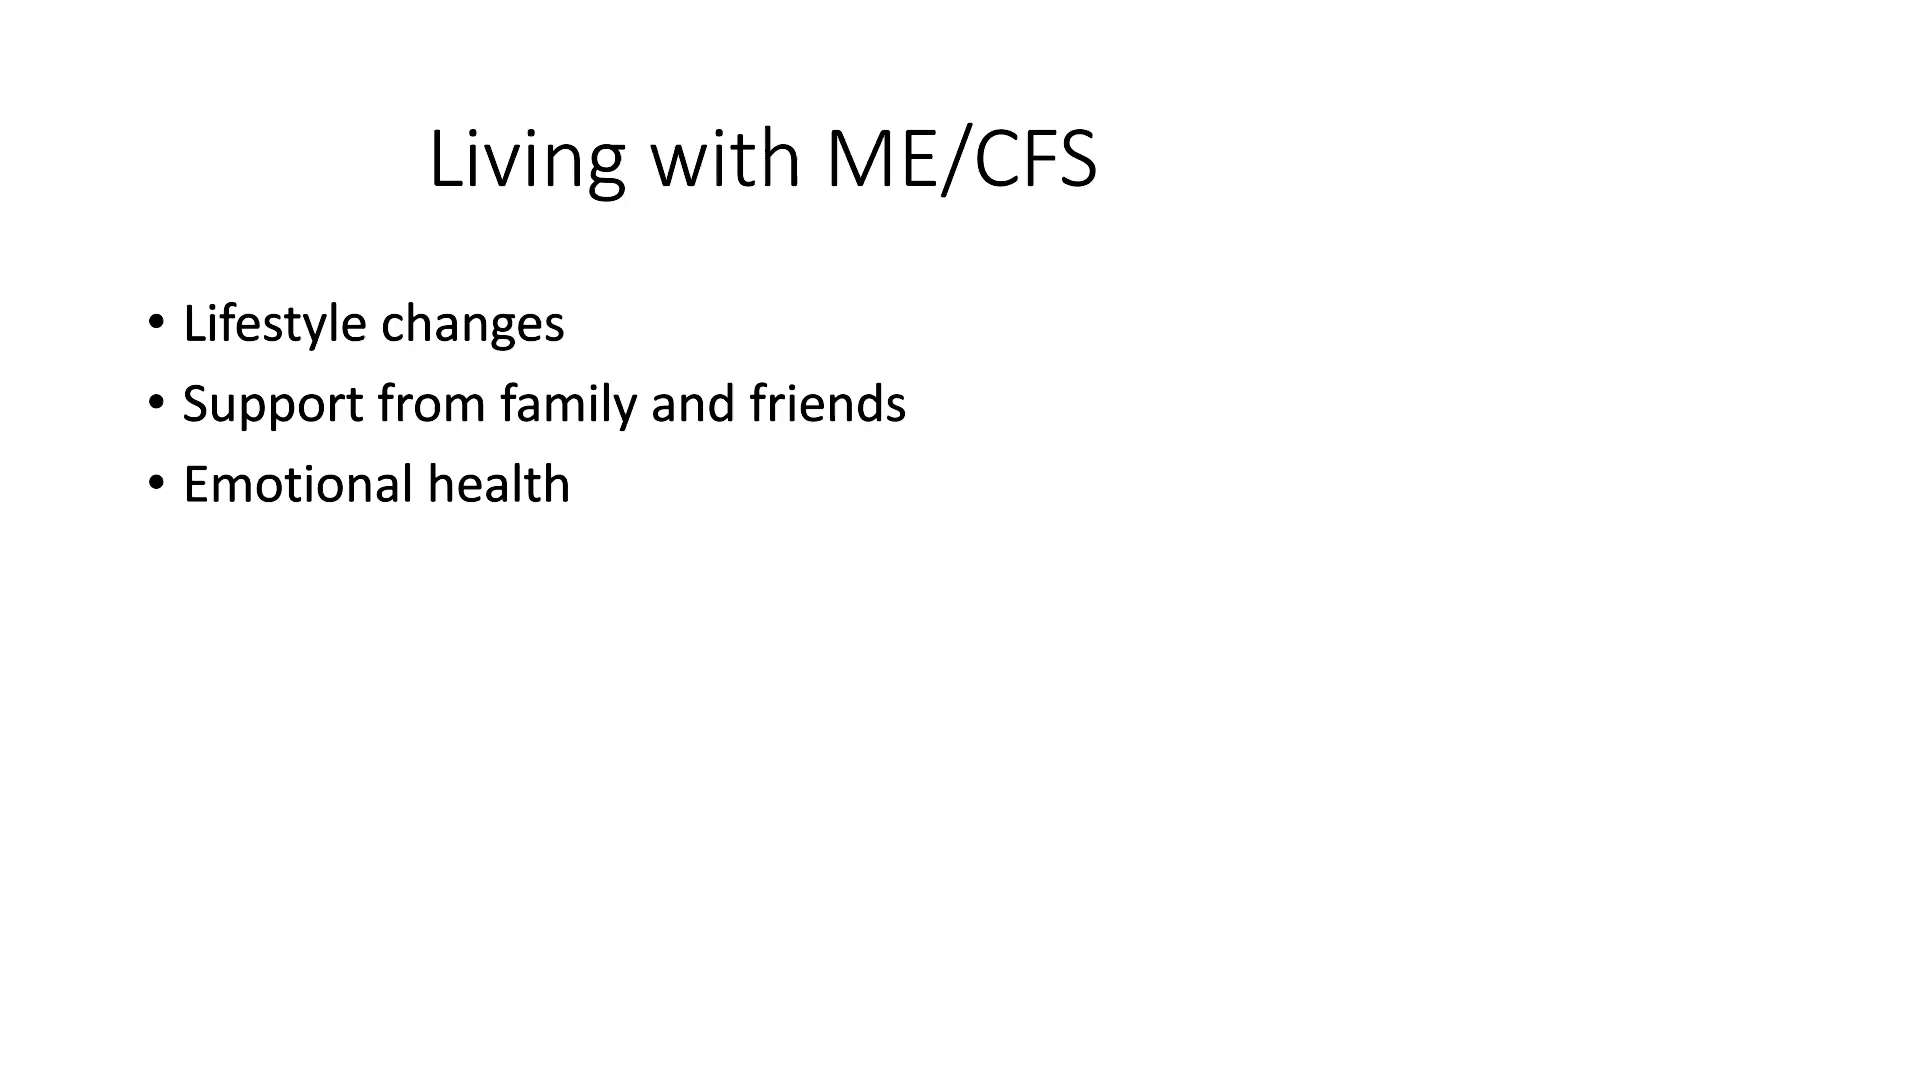 Living with ME/CFS
• Lifestyle changes
• Support from family and friends
• Emotional health